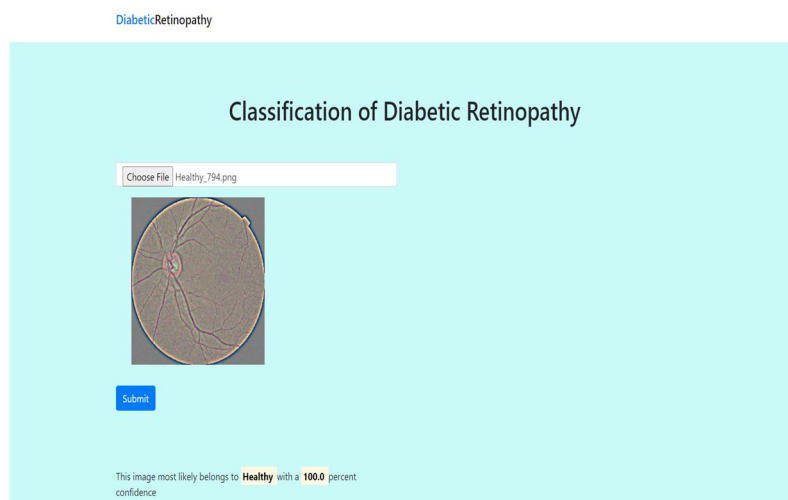 DiabeticRetinopathy
Classification of Diabetic Retinopathy
Choose File Healthy_794.png
Submit
This image most likely belongs to Healthy with a 100.0 percent
confidence